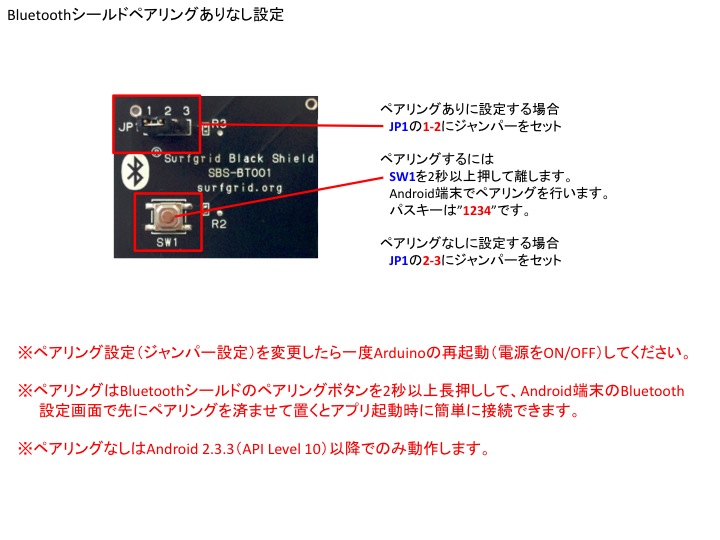 Bluetoothシールドペアリングありなし設定
1 2 3
JP1
R3
Surfgrid Black Shield
SBS-BT001
surfgrid.org
R2
SW1
ペアリングありに設定する場合
JP1の1-2にジャンパーをセット
ペアリングするには
SW1を2秒以上押して離します。
Android端末でペアリングを行います。
パスキーは"1234"です。
ペアリングなしに設定する場合
JP1の2-3にジャンパーをセット
※ペアリング設定（ジャンパー設定）を変更したら一度Arduinoの再起動（電源をON/OFF）してください。
※ペアリングはBluetoothシールドのペアリングボタンを2秒以上長押しして、Android端末のBluetooth
設定画面で先にペアリングを済ませて置くとアプリ起動時に簡単に接続できます。
※ペアリングなしはAndroid 2.3.3（API Level 10）以降でのみ動作します。